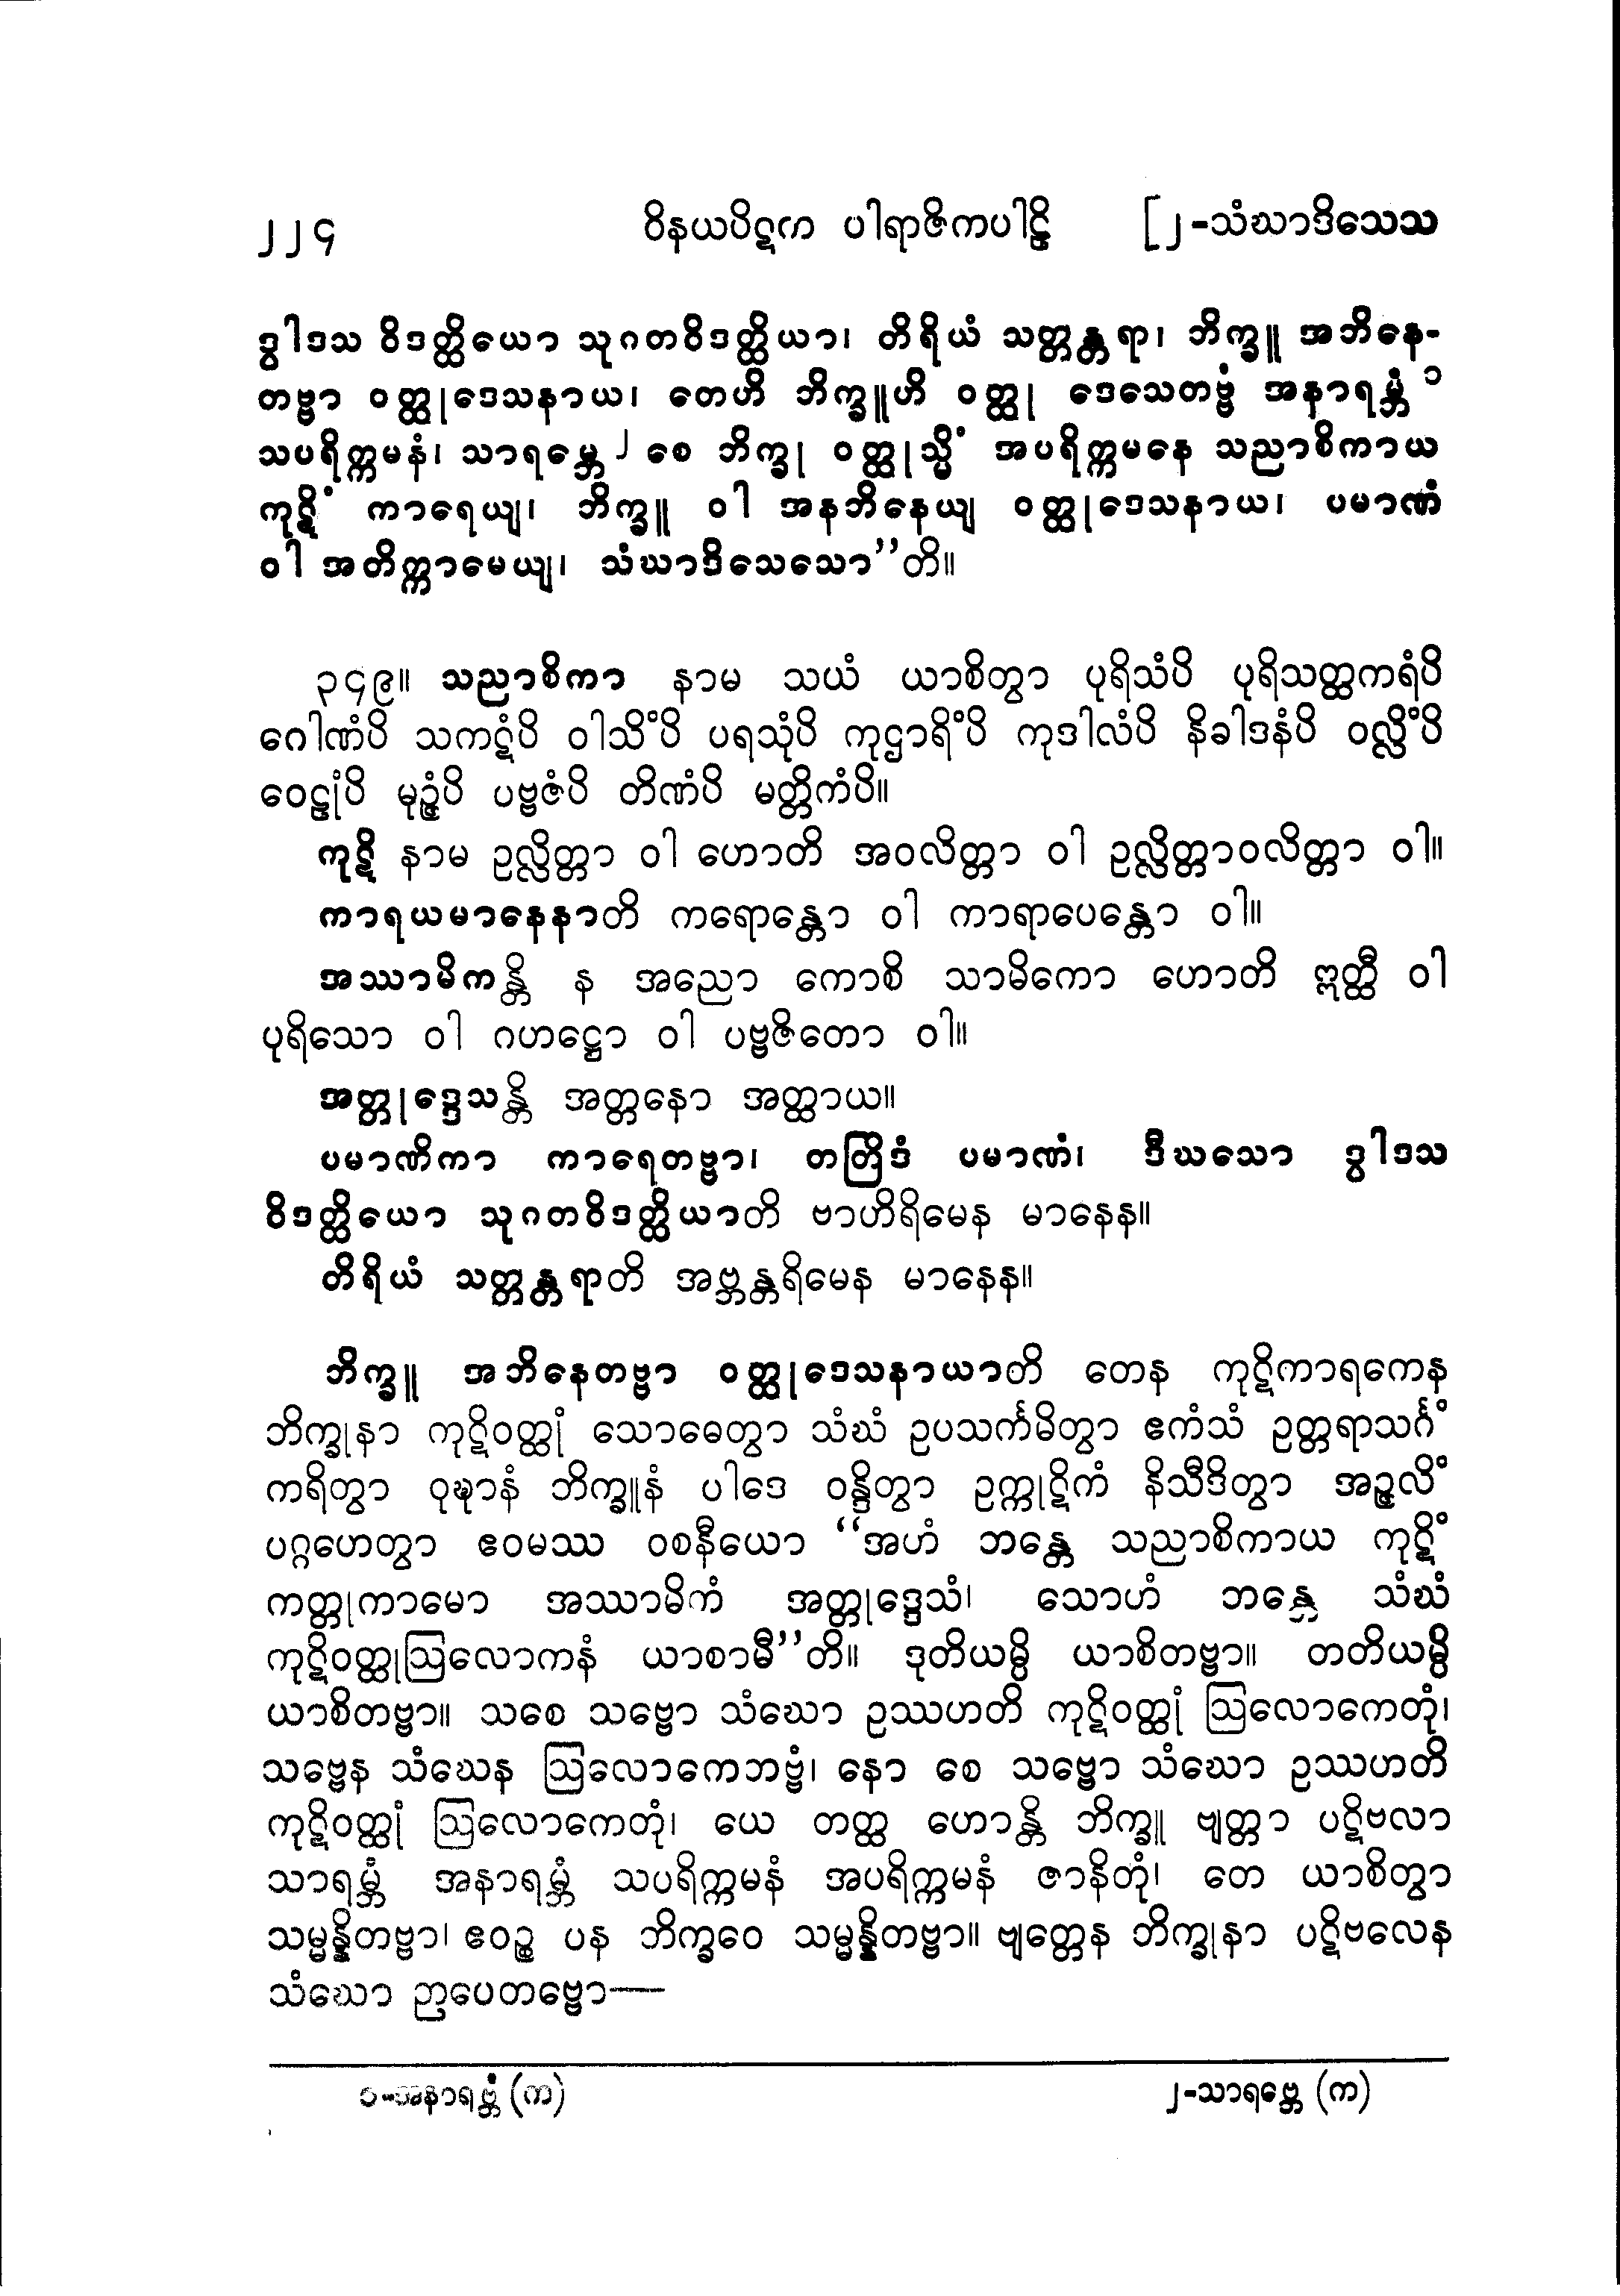 ၂၂၄ ဝိနယပိဋက ပါရာဇိကပါဠိ [၂-သံဃာဒိသေသ
ဒွါဒသ ဝိဒတ္ထိယော သုဂတဝိဒတ္ထိယာ၊ တိရိယံ သတ္တန္တရာ၊ ဘိက္ခူ အဘိနေ-
တဗ္ဗာ ဝတ္ထုဒေသနာယ၊ တေဟိ ဘိက္ခူဟိ ဝတ္ထု ဒေသေတဗ္ဗံ အနာရမ္ဘံ ၁
သပရိက္ကမနံ၊ သာရမ္ဘေ ၂ စေ ဘိက္ခု ဝတ္ထုသ္မိံ အပရိက္ကမနေ သညာစိကာယ
ကုဋိံ ကာရေယျ၊ ဘိက္ခူ ဝါ အနဘိနေယျ ဝတ္ထုဒေသနာယ၊ ပမာဏံ
ဝါ အတိက္ကာမေယျ၊ သံဃာဒိသေသော”တိ။
၃၄၉။ သညာစိကာ နာမ သယံ ယာစိတွာ ပုရိသံပိ ပုရိသတ္ထကရံပိ
ဂေါဏံပိ သကဋံပိ ဝါသိံပိ ပရသုံပိ ကုဌာရိံပိ ကုဒါလံပိ နိခါဒနံပိ ဝလ္လိံပိ
ဝေဠုံပိ မုဉ္ဇံပိ ပဗ္ဗဇံပိ တိဏံပိ မတ္တိကံပိ။
ကုဋိ နာမ ဥလ္လိတ္တာ ဝါ ဟောတိ အဝလိတ္တာ ဝါ ဥလ္လိတ္တာဝလိတ္တာ ဝါ။
ကာရယမာနေနာတိ ကရောန္တော ဝါ ကာရာပေန္တော ဝါ။
အဿာမိကန္တိ န အညော ကောစိ သာမိကော ဟောတိ ဣတ္ထီ ဝါ
ပုရိသော ဝါ ဂဟဋ္ဌော ဝါ ပဗ္ဗဇိတော ဝါ။
အတ္တုဒ္ဒေသန္တိ အတ္တနော အတ္ထာယ။
ပမာဏိကာ ကာရေတဗ္ဗာ၊ တတြိဒံ ပမာဏံ၊ ဒီဃသော ဒွါဒသ
ဝိဒတ္ထိယော သုဂတဝိဒတ္ထိယာတိ ဗာဟိရိမေန မာနေန။
တိရိယံ သတ္တန္တရာတိ အဗ္ဘန္တရိမေန မာနေန။
ဘိက္ခူ အဘိနေတဗ္ဗာ ဝတ္ထုဒေသနာယာတိ တေန ကုဋိကာရကေန
ဘိက္ခုနာ ကုဋိဝတ္ထုံ သောဓေတွာ သံဃံ ဥပသင်္ကမိတွာ ဧကံသံ ဥတ္တရာသင်္ဂံ
ကရိတွာ ဝုဍ္ဎာနံ ဘိက္ခူနံ ပါဒေ ဝန္ဒိတွာ ဥက္ကုဋိကံ နိသီဒိတွာ အဉ္ဇလိံ
ပဂ္ဂဟေတွာ ဧဝမဿ ဝစနီယော “အဟံ ဘန္တေ သညာစိကာယ ကုဋိံ
ကတ္တုကာမော အဿာမိကံ အတ္တုဒ္ဒေသံ၊ သောဟံ ဘန္တေ သံဃံ
ကုဋိဝတ္ထုဩလောကနံ ယာစာမီ”တိ။ ဒုတိယမ္ပိ ယာစိတဗ္ဗာ။ တတိယမ္ပိ
ယာစိတဗ္ဗာ။ သစေ သဗ္ဗော သံဃော ဥဿဟတိ ကုဋိဝတ္ထုံ ဩလောကေတုံ၊
သဗ္ဗေန သံဃေန ဩလောကေဘဗ္ဗံ၊ နော စေ သဗ္ဗော သံဃော ဥဿဟတိ
ကုဋိဝတ္ထုံ ဩလောကေတုံ၊ ယေ တတ္ထ ဟောန္တိ ဘိက္ခူ ဗျတ္တာ ပဋိဗလာ
သာရမ္ဘံ အနာရမ္ဘံ သပရိက္ကမနံ အပရိက္ကမနံ ဇာနိတုံ၊ တေ ယာစိတွာ
သမ္မန္နိတဗ္ဗာ၊ ဧဝဉ္စ ပန ဘိက္ခဝေ သမ္မန္နိတဗ္ဗာ။ ဗျတ္တေန ဘိက္ခုနာ ပဋိဗလေန
သံဃော ဉာပေတဗ္ဗော—
၁-အနာရဗ္ဘံ (က) ၂-သာရဗ္ဘေ (က)